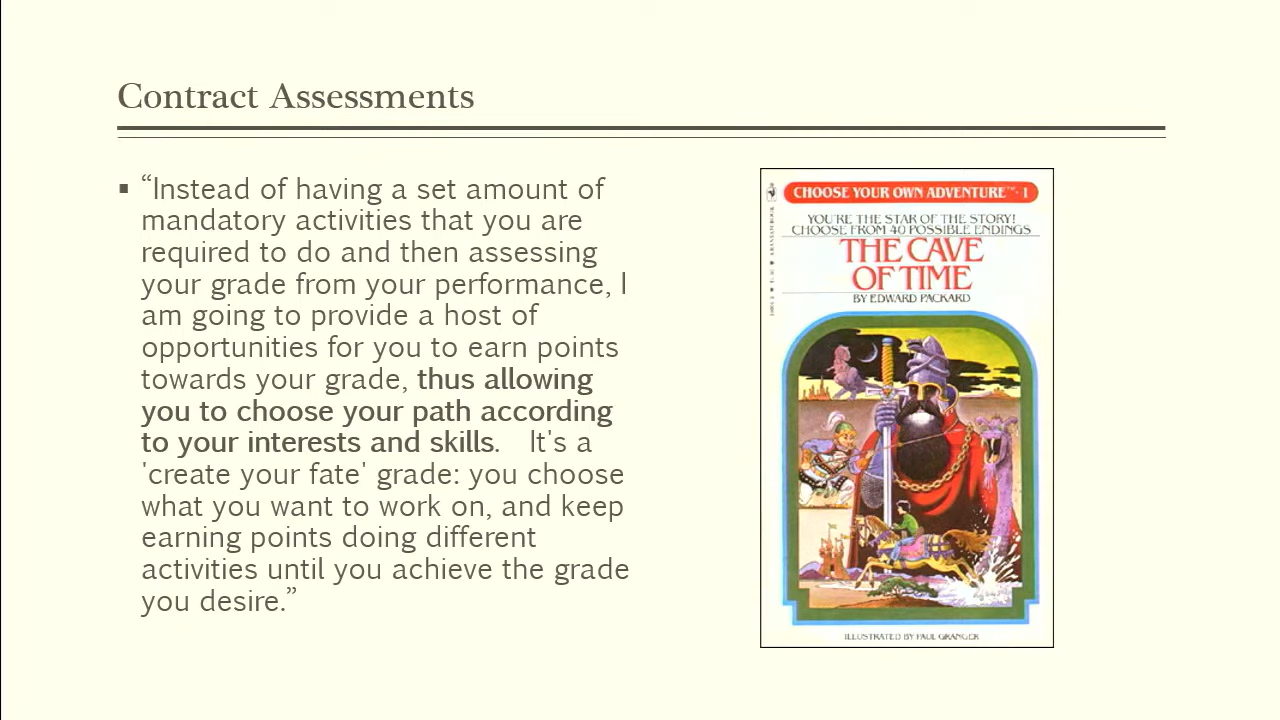 Contract Assessments
▪ “Instead of having a set amount of
mandatory activities that you are
required to do and then assessing
your grade from your performance, I
am going to provide a host of
opportunities for you to earn points
towards your grade, thus allowing
you to choose your path according
to your interests and skills.   It's a
'create your fate' grade: you choose
what you want to work on, and keep
earning points doing different
activities until you achieve the grade
you desire.”
CHOOSE YOUR OWN ADVENTURE™ · 1
YOU'RE THE STAR OF THE STORY!
CHOOSE FROM 40 POSSIBLE ENDINGS
THE CAVE
OF TIME
BY EDWARD PACKARD
ILLUSTRATED BY PAUL GRANGER